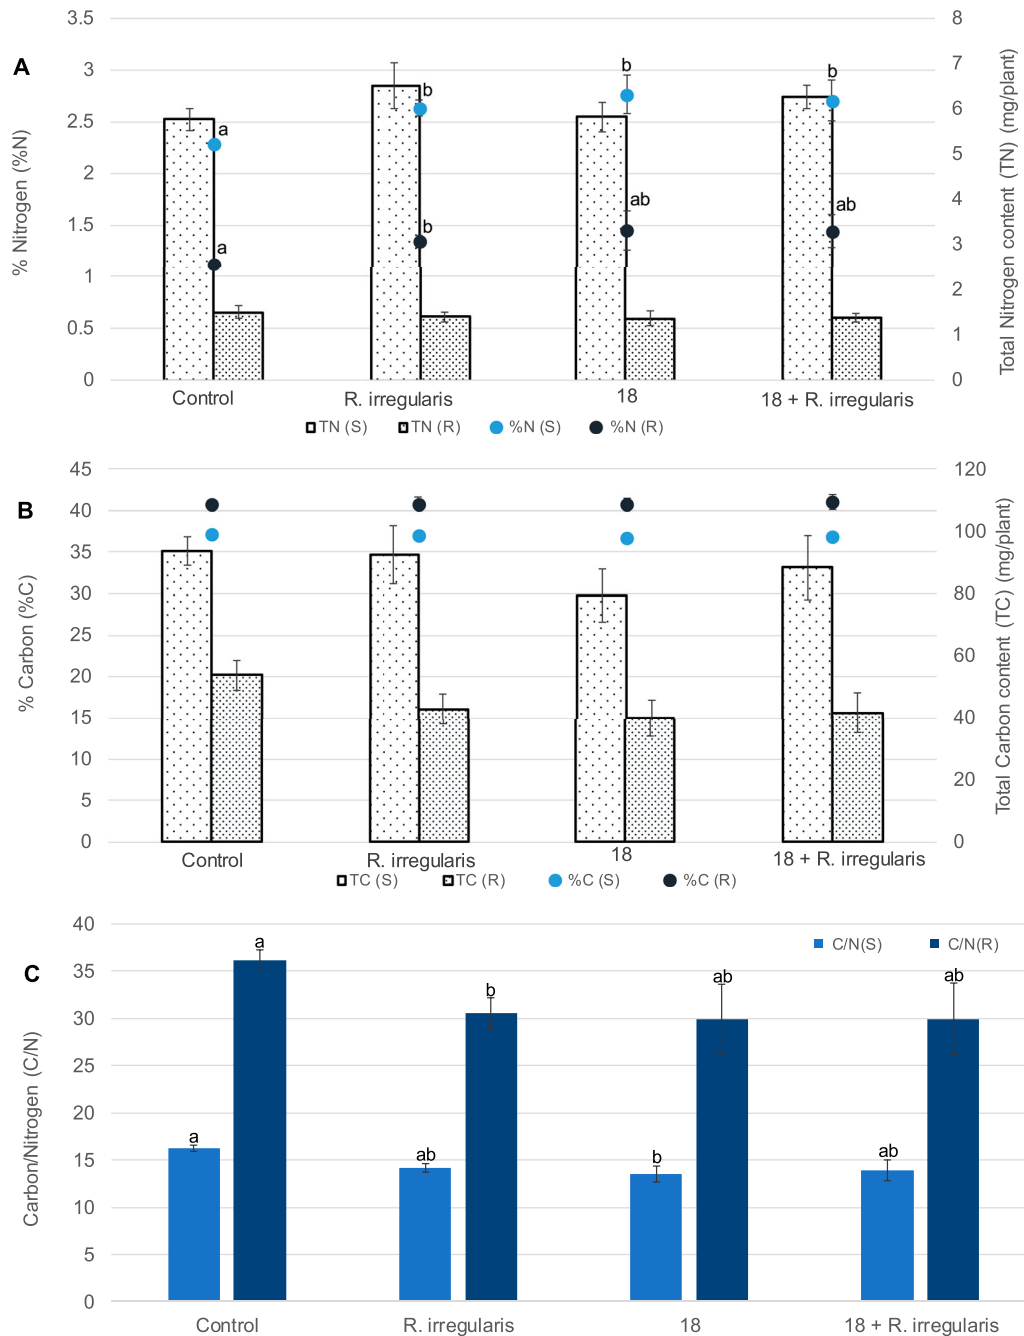 A
% Nitrogen (%N)
3.5
3
2.5
2
1.5
1
0.5
0
8
7
6
5
4
3
2
1
0
Total Nitrogen content (TN) (mg/plant)
a
a
b
b
b
ab
b
ab
Control
R. irregularis
18
18 + R. irregularis
TN (S) TN (R) %N (S) %N (R)
B
% Carbon (%C)
45
40
35
30
25
20
15
10
5
0
120
100
80
60
40
20
0
Total Carbon content (TC) (mg/plant)
Control
R. irregularis
18
18 + R. irregularis
TC (S) TC (R) %C (S) %C (R)
C
Carbon/Nitrogen (C/N)
40
35
30
25
20
15
10
5
0
C/N(S) C/N(R)
a
a
ab
b
b
ab
ab
ab
Control
R. irregularis
18
18 + R. irregularis